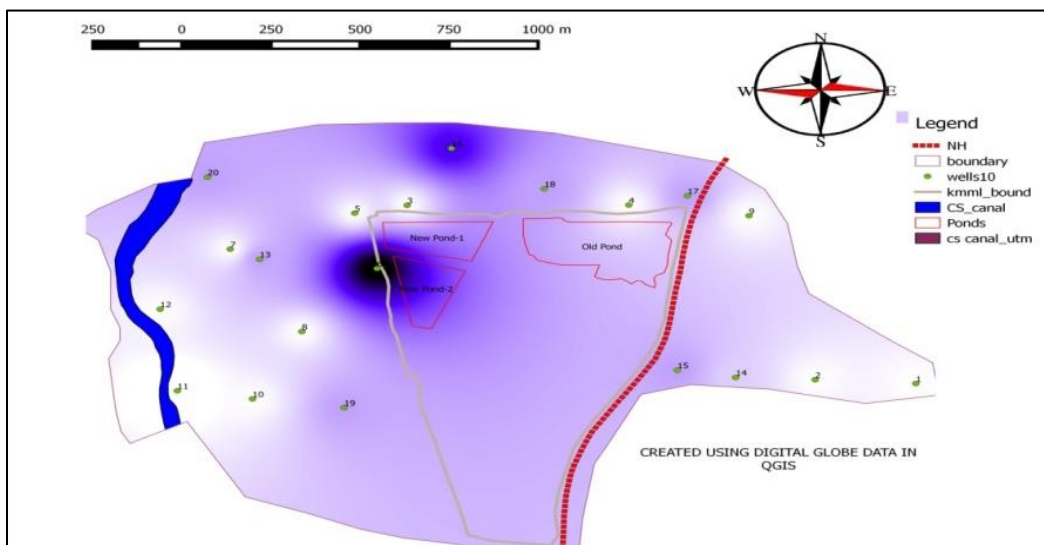 250 0 250 500 750 1000 m
N
W E
S
Legend
NH
boundary
wells10
kmml_bound
CS_canal
Ponds
cs canal_utm
20
18
3
5
4
17
9
New Pond-1
Old Pond
7
13
New Pond-2
12
8
15
14
2
1
11
10
19
CREATED USING DIGITAL GLOBE DATA IN
QGIS